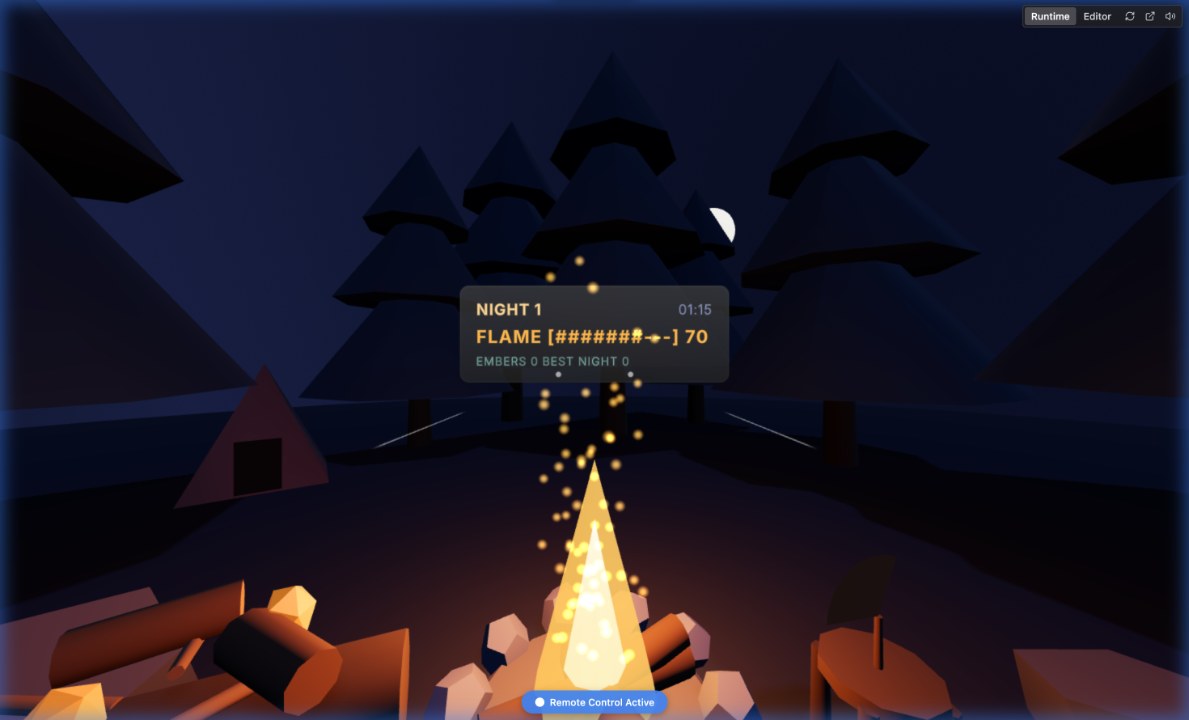 Runtime Editor
NIGHT 1 01:15
FLAME [#######---] 70
EMBERS 0 BEST NIGHT 0
Remote Control Active